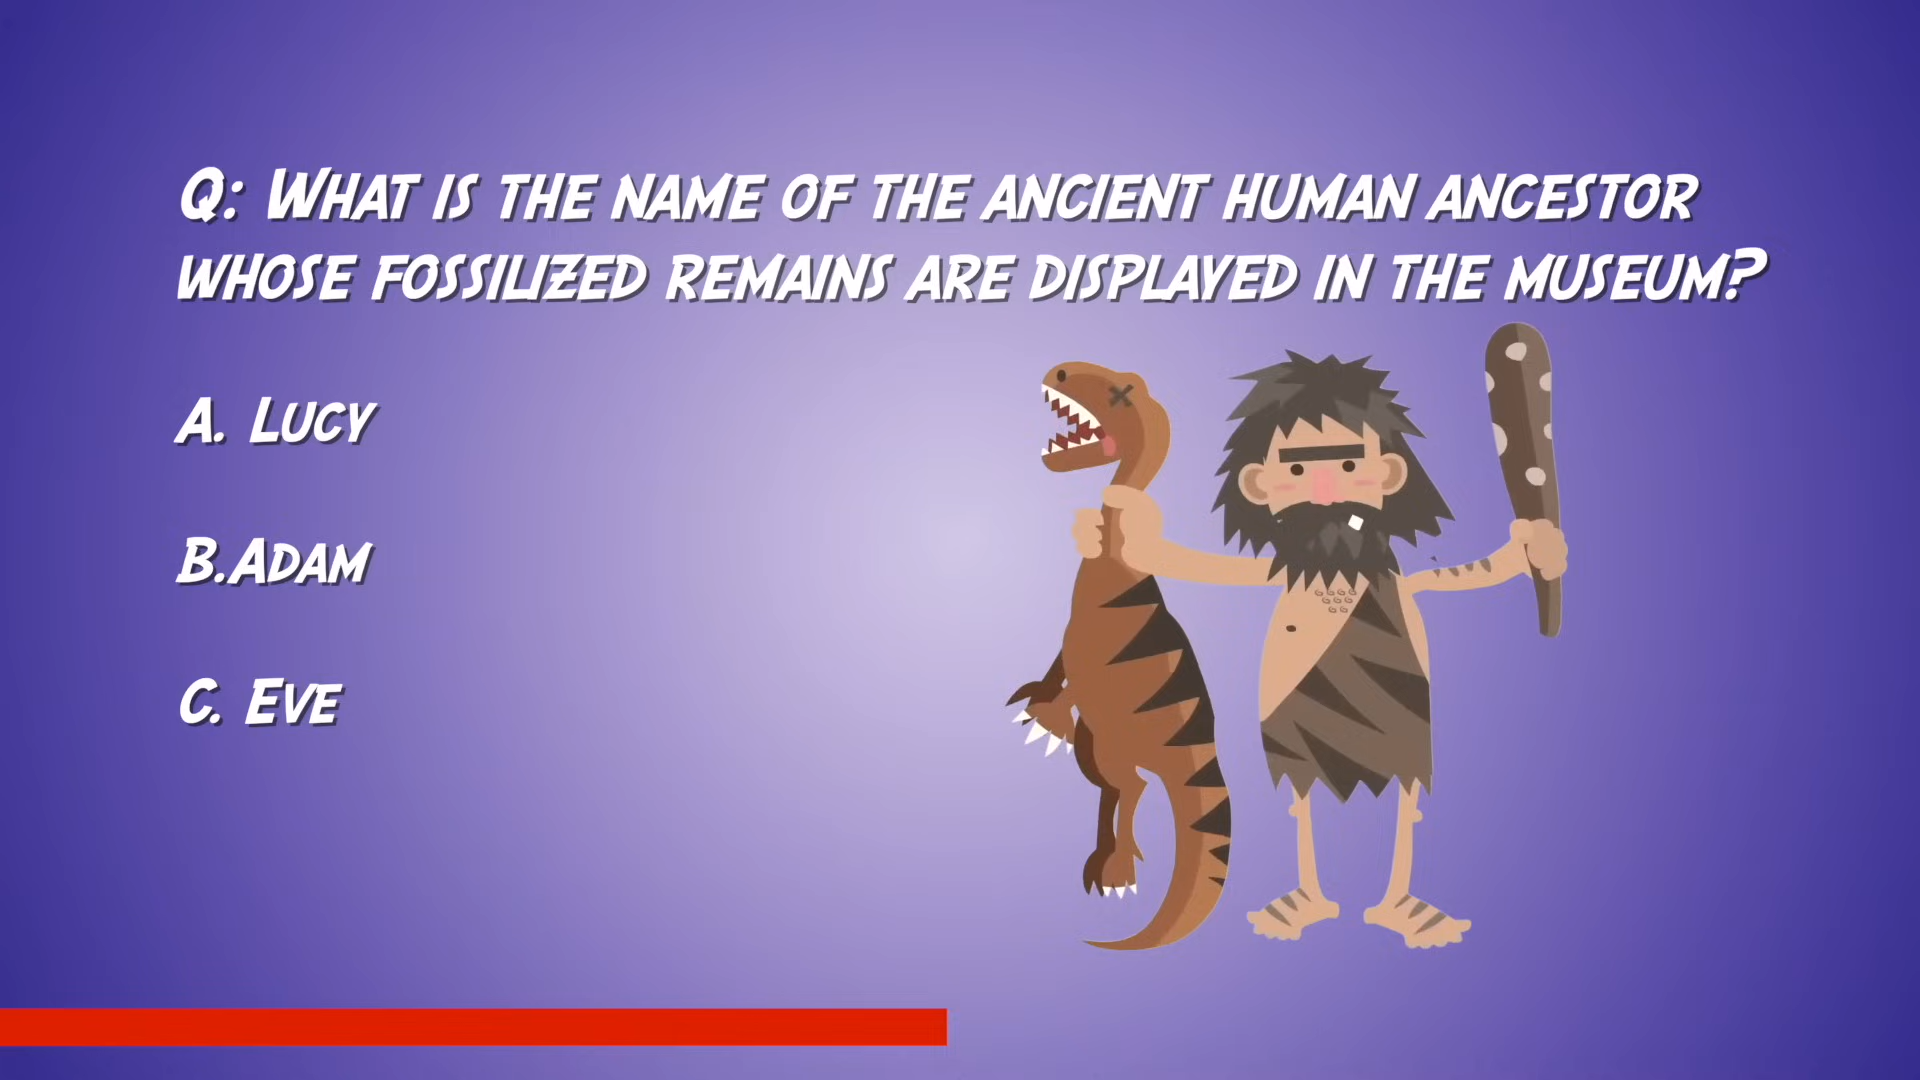 Q: What is the name of the ancient human ancestor
whose fossilized remains are displayed in the museum?
A. Lucy
B.Adam
C. Eve